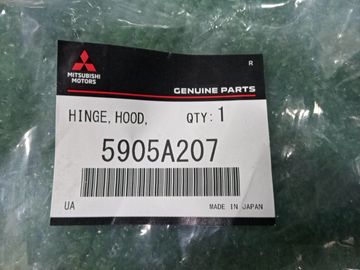 R
MITSUBISHI
MOTORS
GENUINE PARTS
HINGE,HOOD, QTY:1
5905A207
UA MADE IN JAPAN